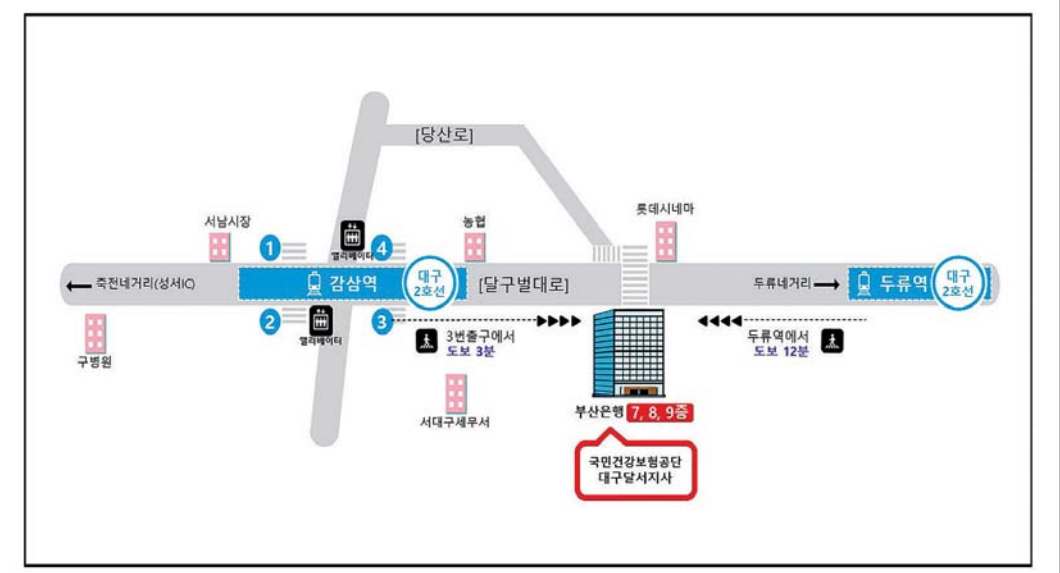 [당산로]
서남시장
엘리베이터
농협
롯데시네마
1
4
죽전네거리(성서IC)
감삼역
대구
2호선
[달구벌대로]
두류네거리
두류역
대구
2호선
2
엘리베이터
3
3번출구에서
도보 3분
두류역에서
도보 12분
구병원
서대구세무서
부산은행 7, 8, 9층
국민건강보험공단
대구달서지사